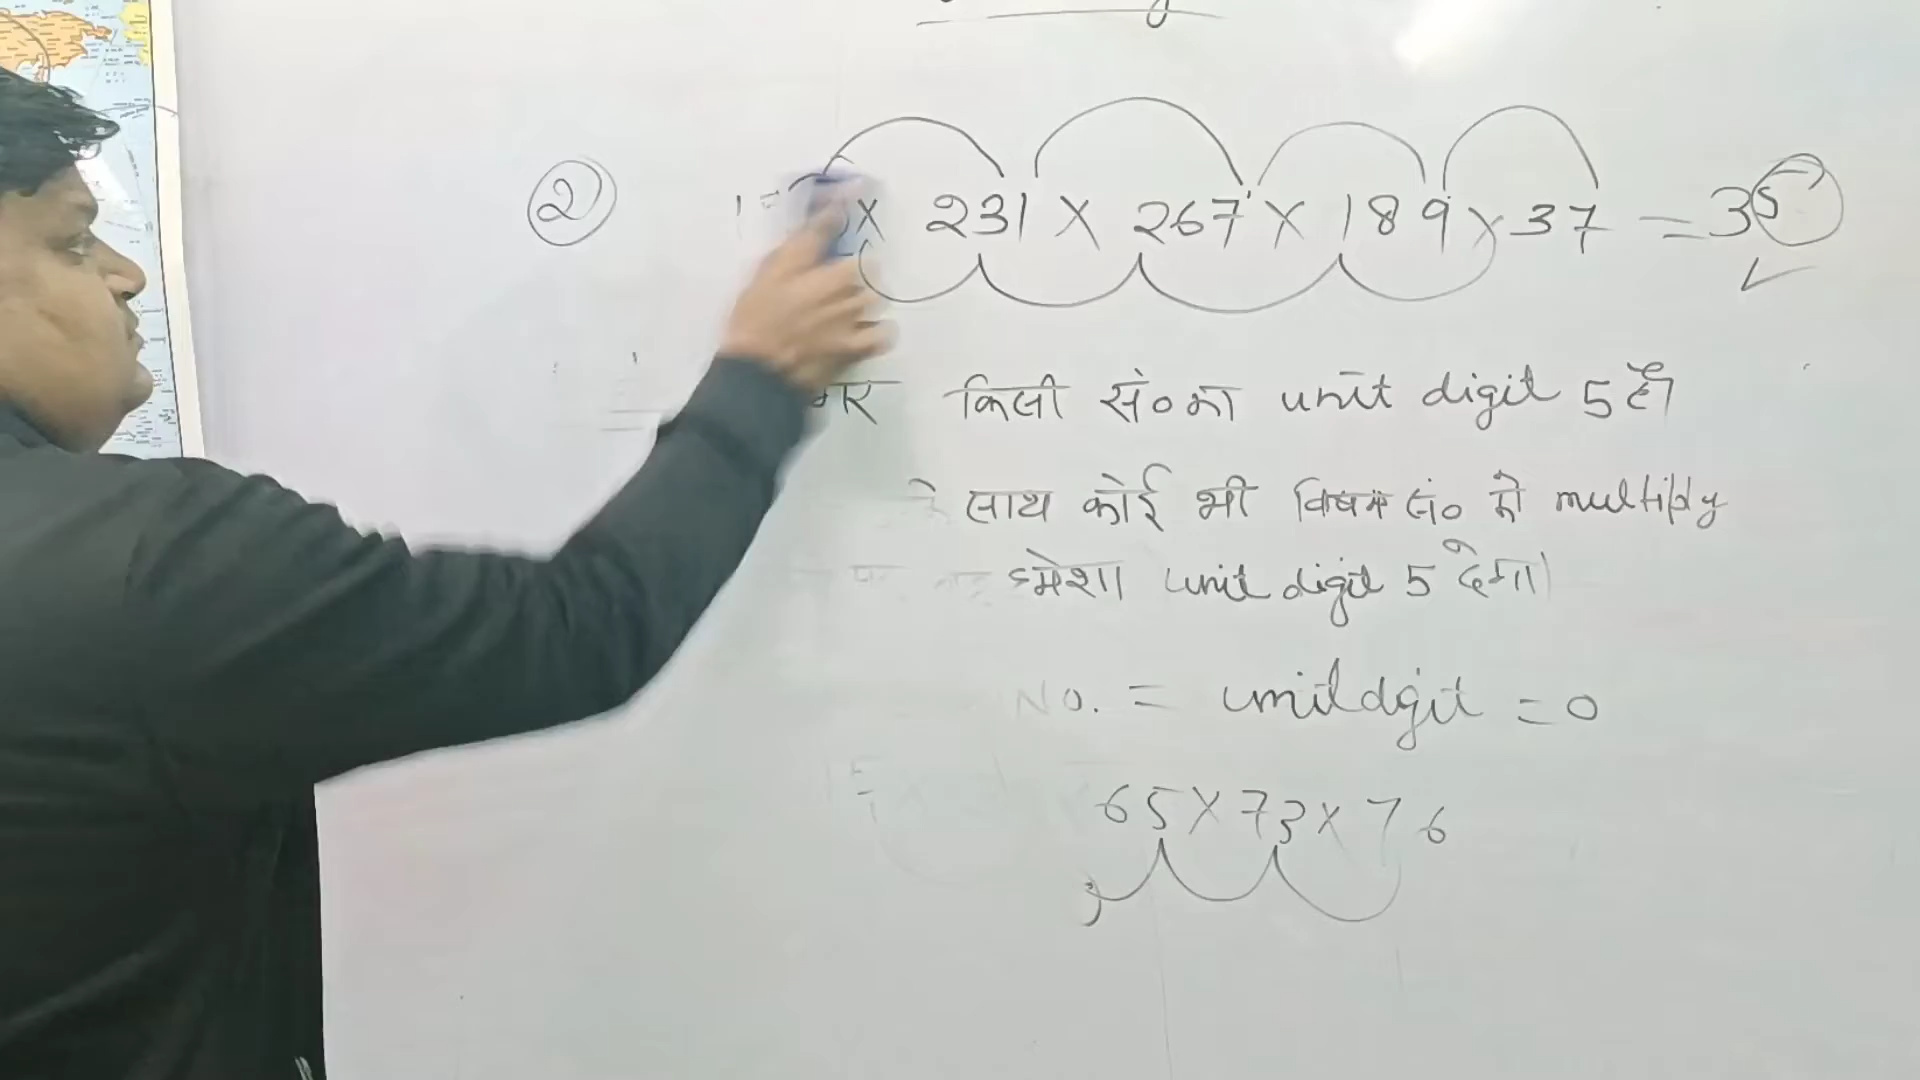 ② × 231 × 267 × 189 × 37 = 35
किसी सं० का unit digit 5 है
साथ कोई भी विषम सं० से multiply
हमेशा unit digit 5 देगा।
No. = unit digit = 0
65 × 73 × 76